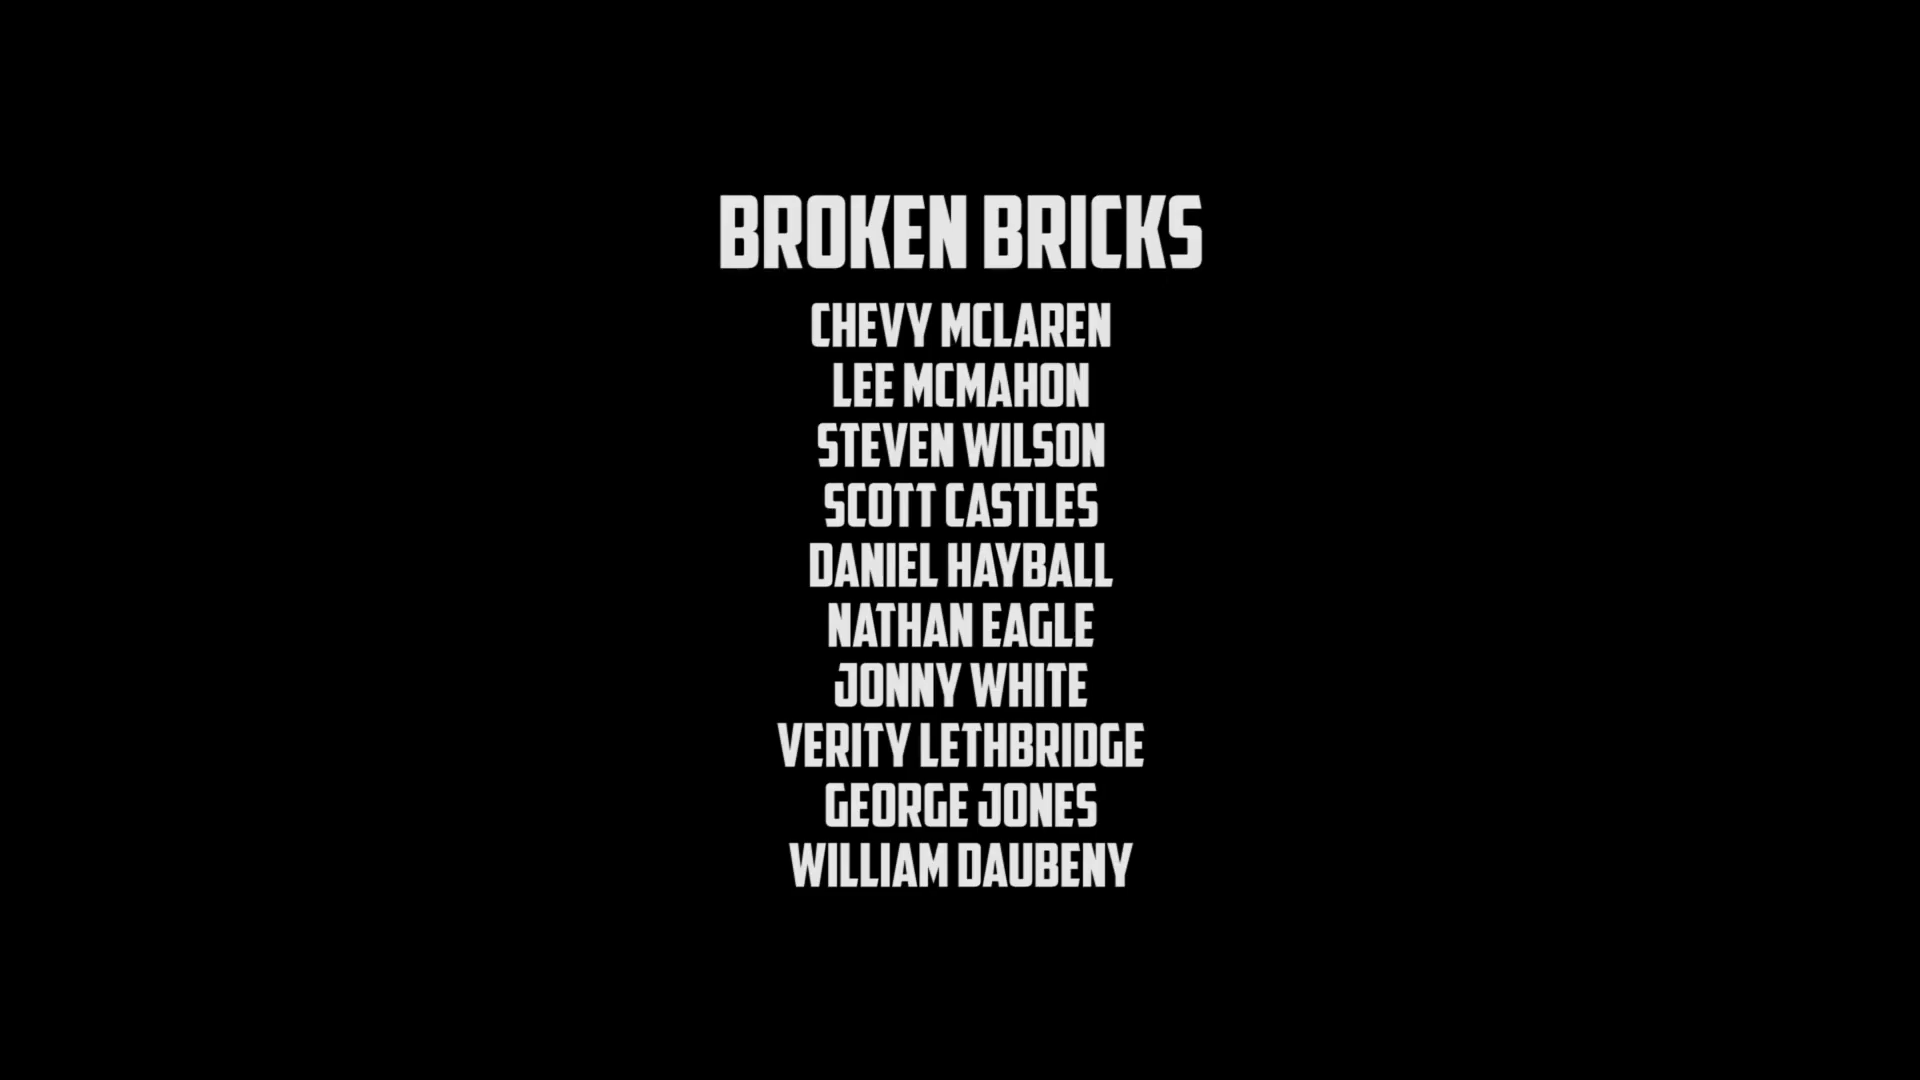 BROKEN BRICKS
CHEVY MCLAREN
LEE MCMAHON
STEVEN WILSON
SCOTT CASTLES
DANIEL HAYBALL
NATHAN EAGLE
JONNY WHITE
VERITY LETHBRIDGE
GEORGE JONES
WILLIAM DAUBENY